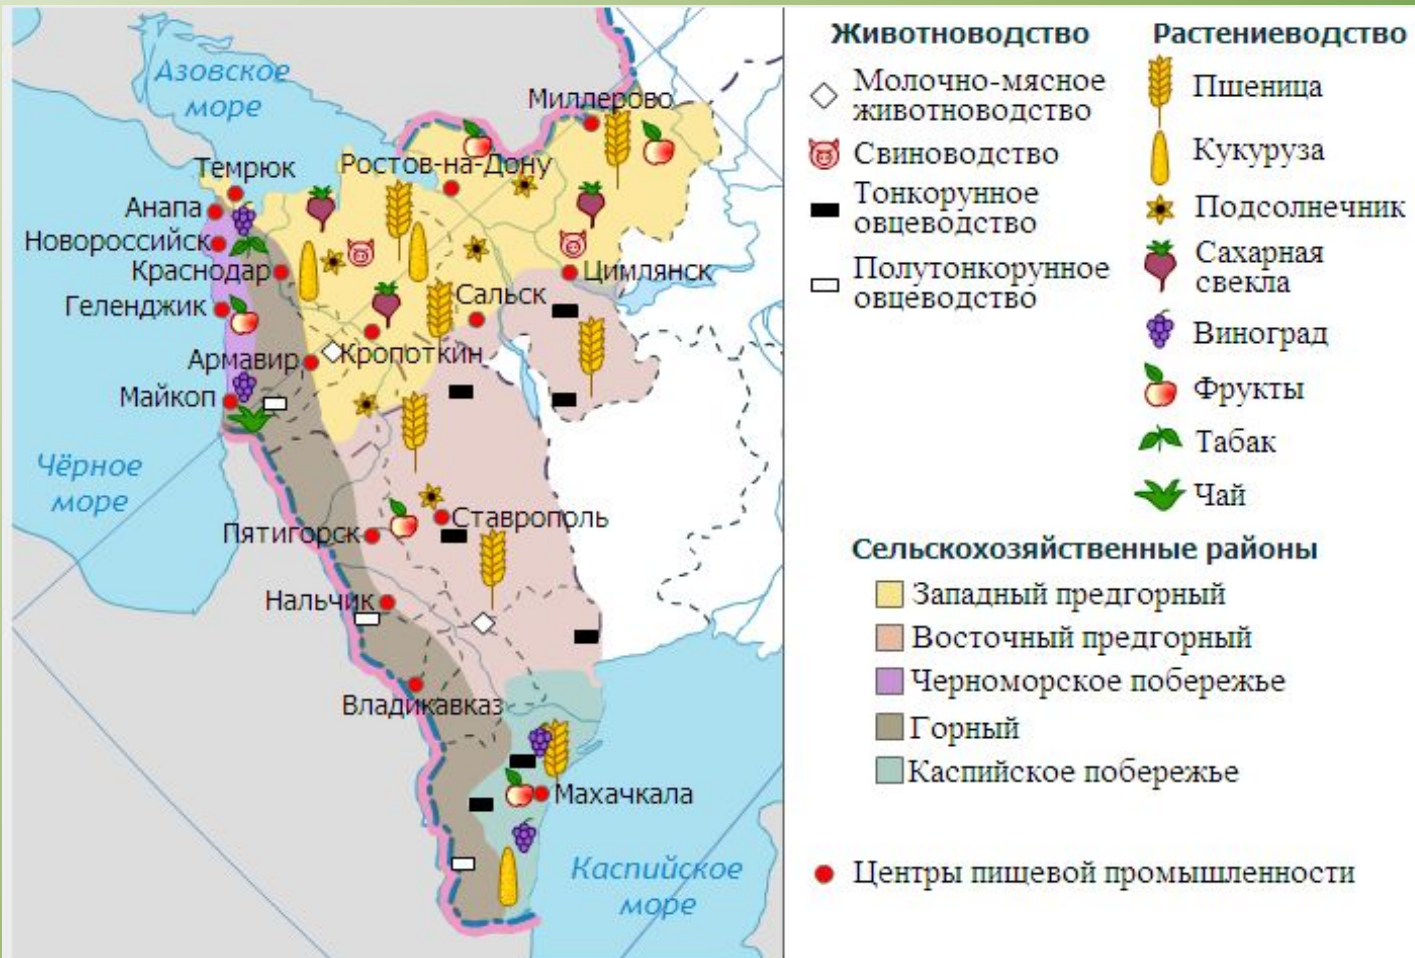 Азовское
море
Миллерово
Темрюк
Ростов-на-Дону
Анапа
Новороссийск
Краснодар
Цимлянск
Геленджик
Сальск
Армавир
Кропоткин
Майкоп
Чёрное
море
Ставрополь
Пятигорск
Нальчик
Владикавказ
Махачкала
Каспийское
море
Животноводство
Молочно-мясное
животноводство
Свиноводство
Тонкорунное
овцеводство
Полутонкорунное
овцеводство
Растениеводство
Пшеница
Кукуруза
Подсолнечник
Сахарная
свекла
Виноград
Фрукты
Табак
Чай
Сельскохозяйственные районы
Западный предгорный
Восточный предгорный
Черноморское побережье
Горный
Каспийское побережье
Центры пищевой промышленности